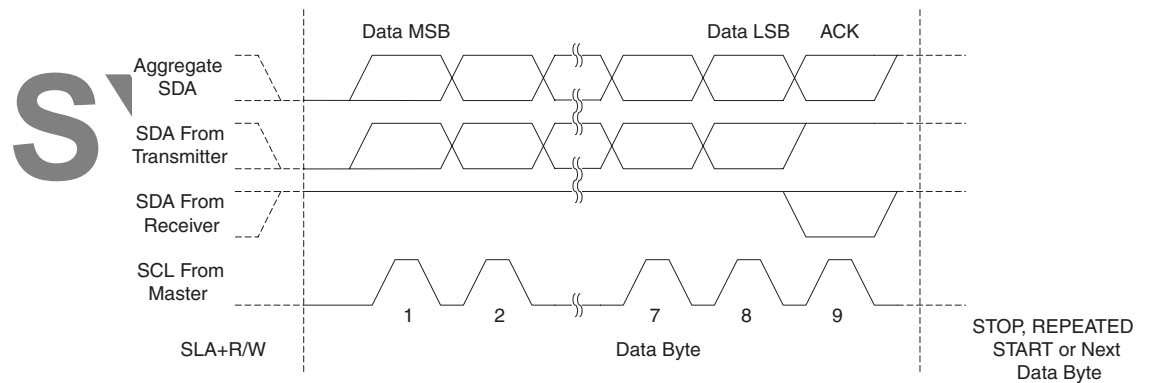 Data MSB
Data LSB
ACK
Aggregate
SDA
SDA From
Transmitter
SDA From
Receiver
SCL From
Master
1
2
7
8
9
SLA+R/W
Data Byte
STOP, REPEATED
START or Next
Data Byte